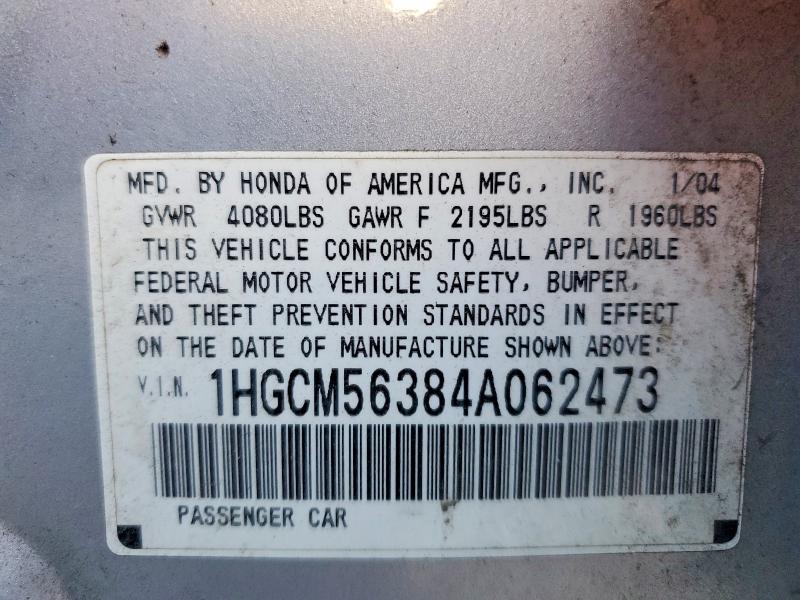 MFD. BY HONDA OF AMERICA MFG., INC. 1/04
GVWR 4080LBS GAWR F 2195LBS R 1960LBS
THIS VEHICLE CONFORMS TO ALL APPLICABLE
FEDERAL MOTOR VEHICLE SAFETY, BUMPER,
AND THEFT PREVENTION STANDARDS IN EFFECT
ON THE DATE OF MANUFACTURE SHOWN ABOVE:
V.I.N. 1HGCM56384A062473
PASSENGER CAR